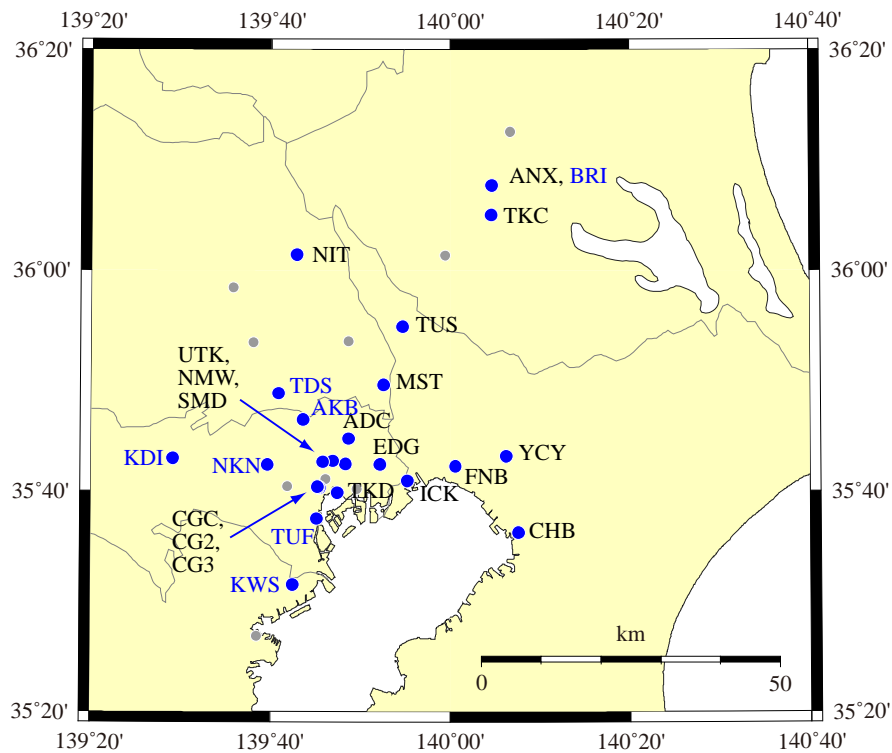 139˚20' 139˚40' 140˚00' 140˚20' 140˚40'
36˚20' 36˚20'
ANX, BRI
TKC
NIT
36˚00' 36˚00'
TUS
UTK,
NMW,
SMD
TDS
MST
AKB
ADC
EDG
KDI
NKN
YCY
FNB
35˚40' 35˚40'
TKD
ICK
CGC,
CG2,
CG3
TUF
CHB
KWS
km
0 50
35˚20' 35˚20'
139˚20' 139˚40' 140˚00' 140˚20' 140˚40'